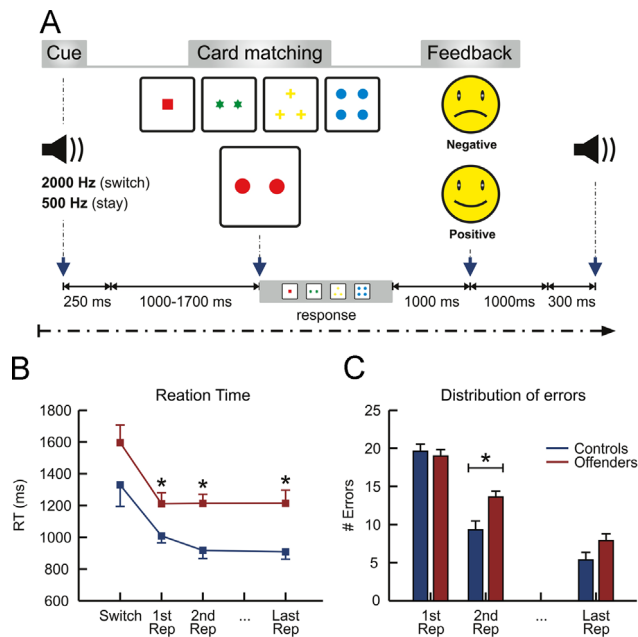 A
Cue
Card matching
Feedback
Negative
2000 Hz (switch)
500 Hz (stay)
Positive
250 ms
1000-1700 ms
response
1000 ms
1000ms
300 ms
B
Reation Time
1800
1600
1400
1200
1000
800
600
RT (ms)
*
*
*
Switch
1st
Rep
2nd
Rep
...
Last
Rep
C
Distribution of errors
25
20
15
10
5
0
# Errors
*
Controls
Offenders
1st
Rep
2nd
Rep
...
Last
Rep